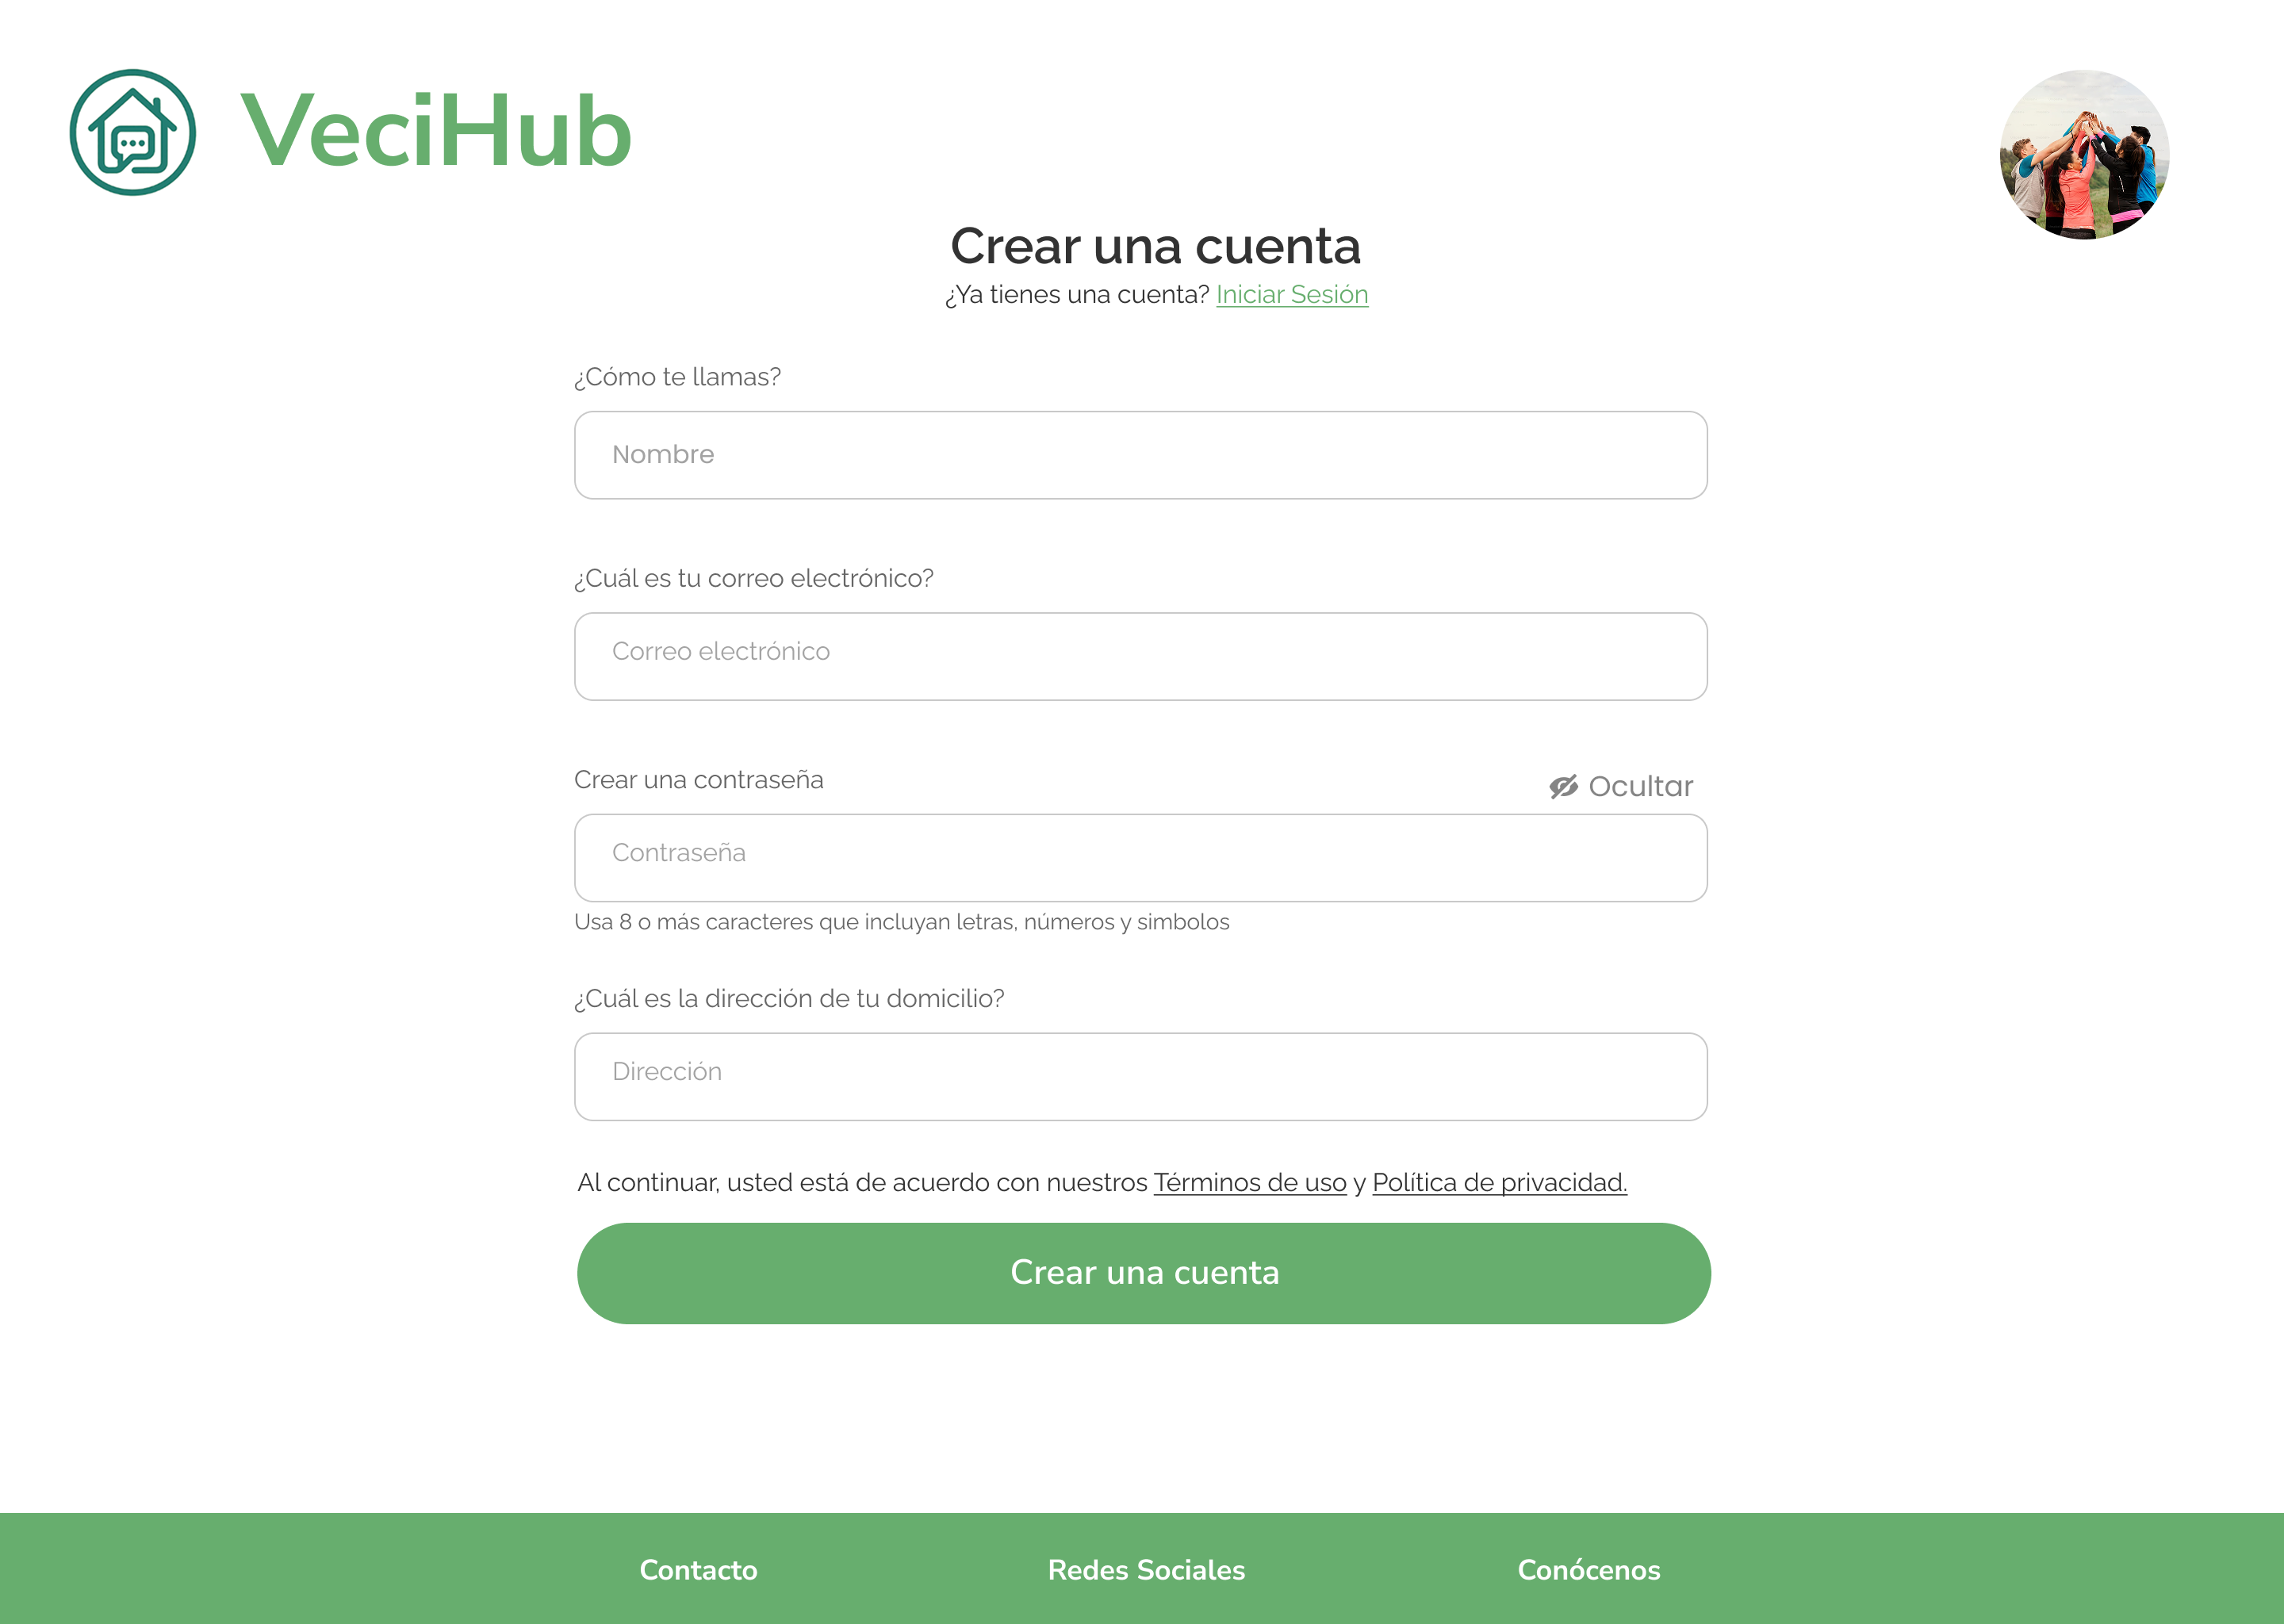 VeciHub
Crear una cuenta
¿Ya tienes una cuenta? Iniciar Sesión
¿Cómo te llamas?
Nombre
¿Cuál es tu correo electrónico?
Correo electrónico
Crear una contraseña
Ocultar
Contraseña
Usa 8 o más caracteres que incluyan letras, números y simbolos
¿Cuál es la dirección de tu domicilio?
Dirección
Al continuar, usted está de acuerdo con nuestros Términos de uso y Política de privacidad.
Crear una cuenta
Contacto
Redes Sociales
Conócenos